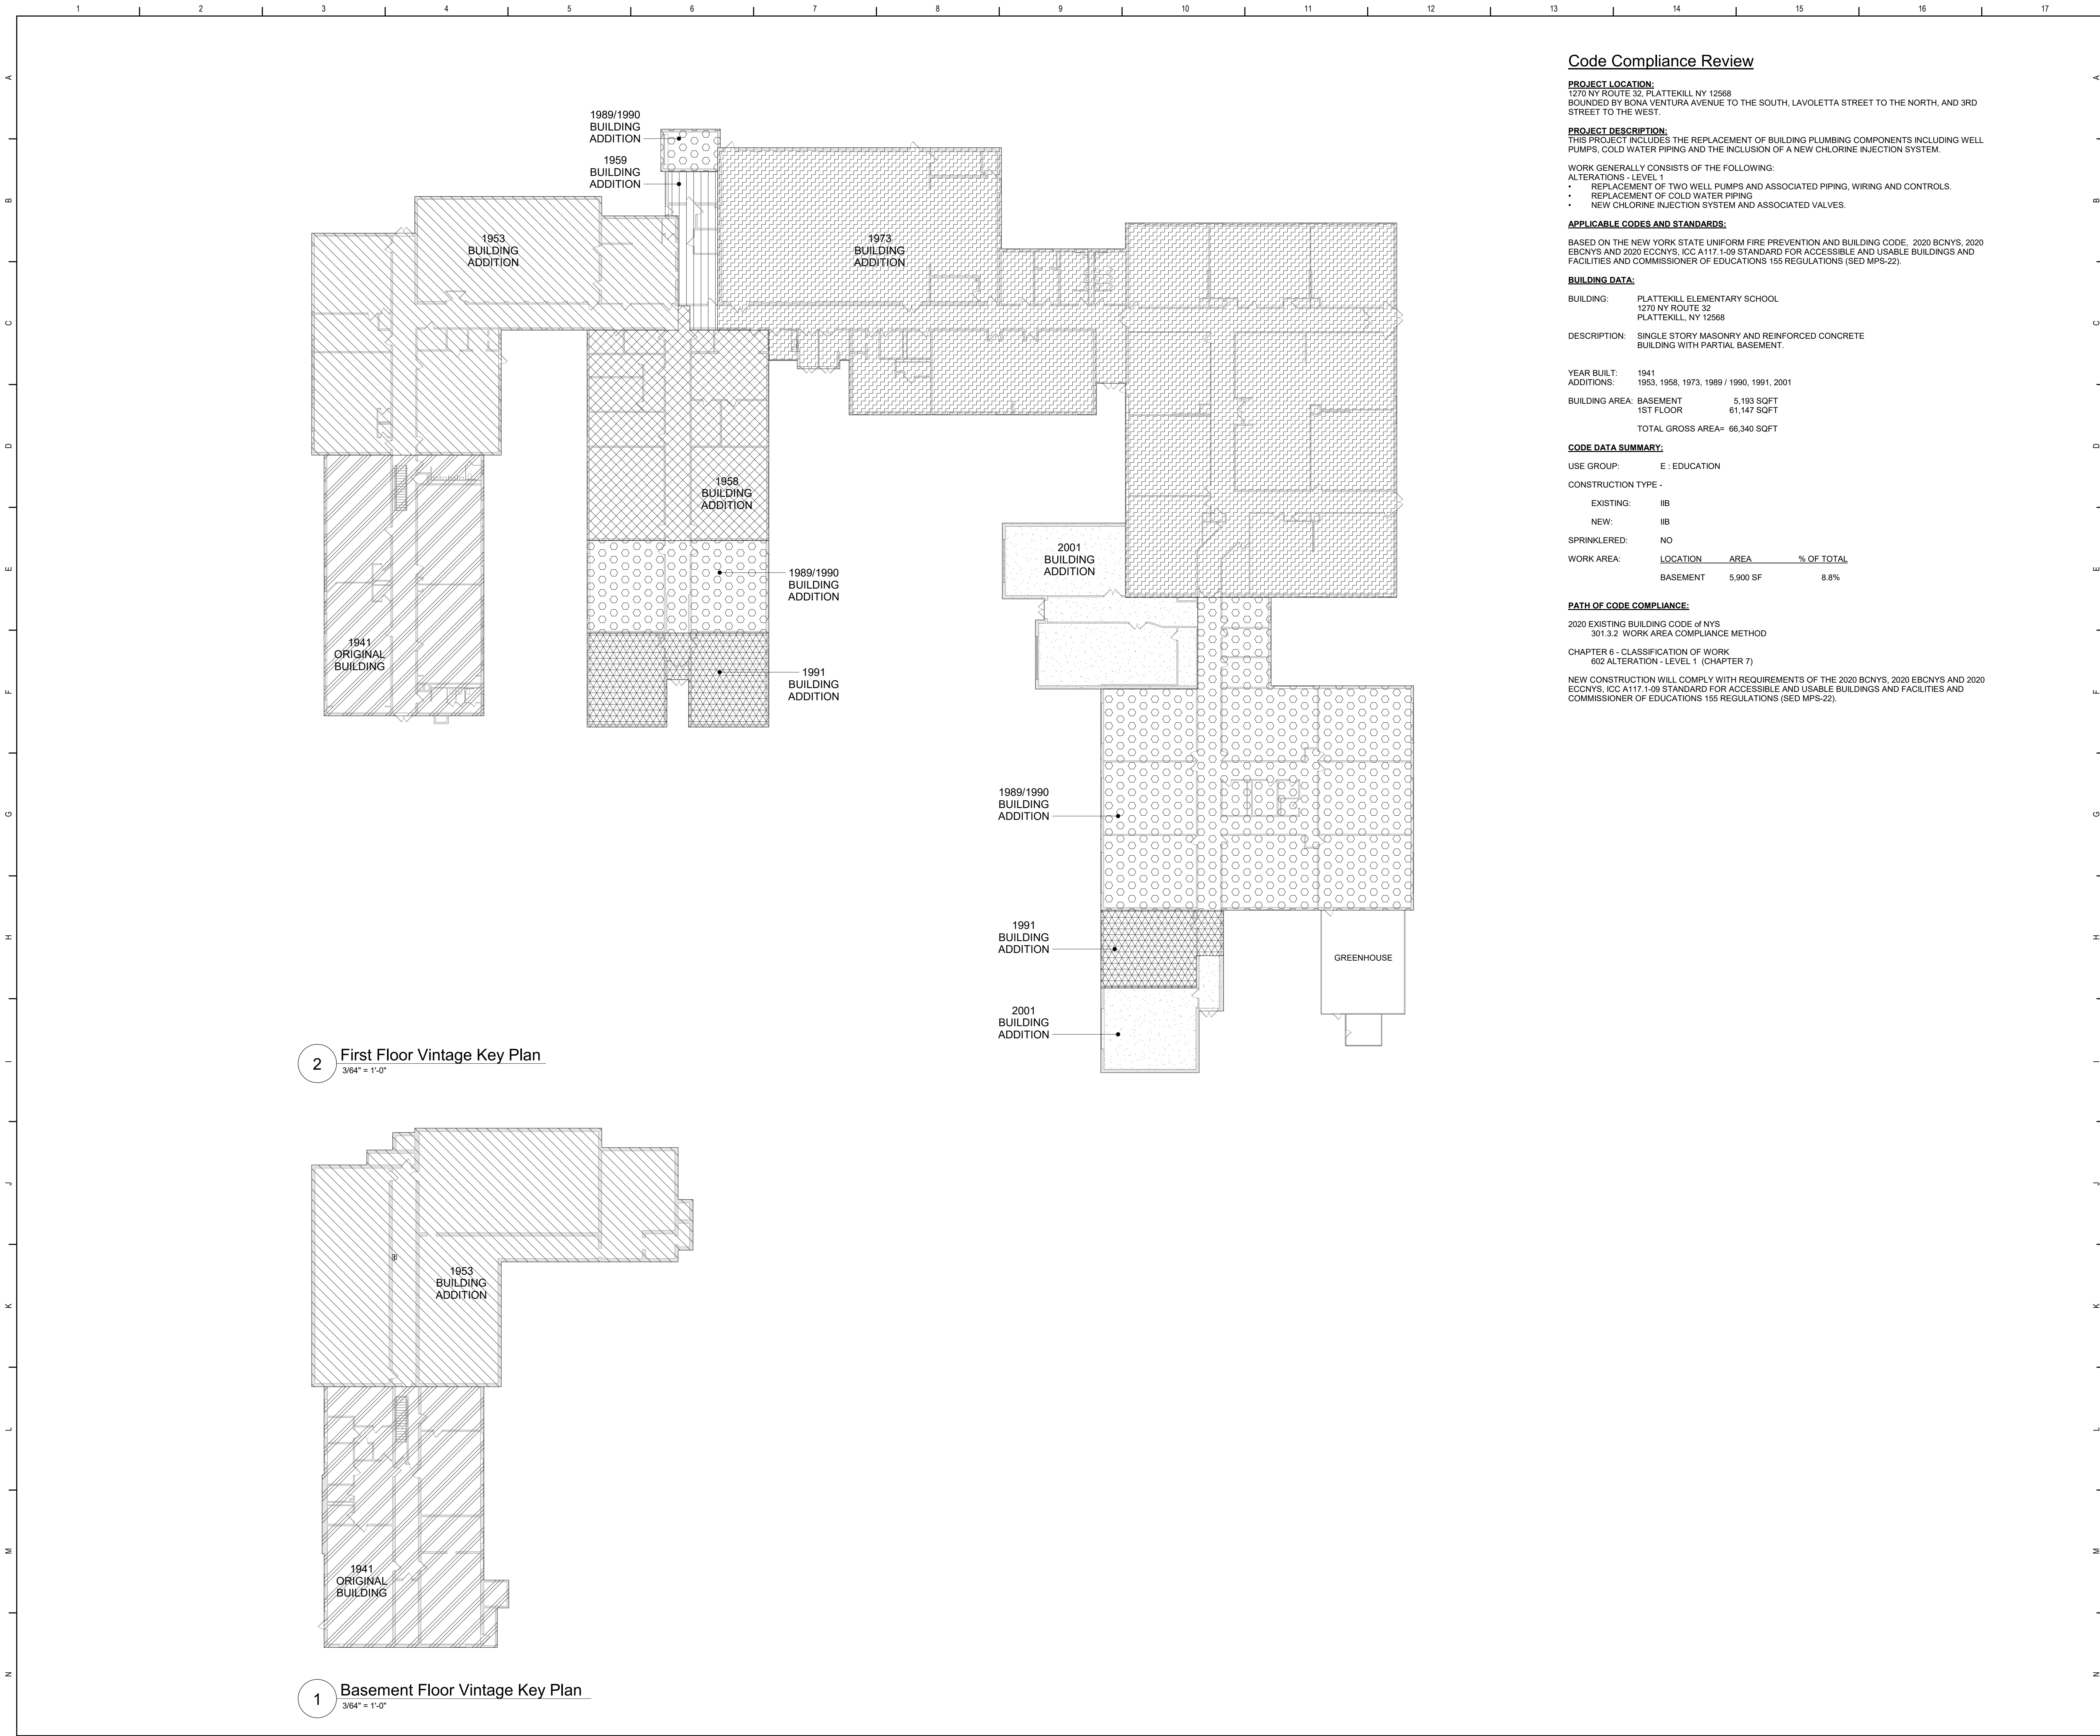 1 2 3 4 5 6 7 8 9 10 11 12 13 14 15 16 17
A A
B B
C C
D D
E E
F F
G G
H H
I I
J J
K K
L L
M M
N N
1989/1990
BUILDING
ADDITION
1959
BUILDING
ADDITION
1953
BUILDING
ADDITION
1973
BUILDING
ADDITION
1958
BUILDING
ADDITION
2001
BUILDING
ADDITION
1989/1990
BUILDING
ADDITION
1941
ORIGINAL
BUILDING
1991
BUILDING
ADDITION
1989/1990
BUILDING
ADDITION
1991
BUILDING
ADDITION
GREENHOUSE
2001
BUILDING
ADDITION
2 First Floor Vintage Key Plan
3/64" = 1'-0"
1953
BUILDING
ADDITION
1941
ORIGINAL
BUILDING
1 Basement Floor Vintage Key Plan
3/64" = 1'-0"
Code Compliance Review
PROJECT LOCATION:
1270 NY ROUTE 32, PLATTEKILL NY 12568
BOUNDED BY BONA VENTURA AVENUE TO THE SOUTH, LAVOLETTA STREET TO THE NORTH, AND 3RD
STREET TO THE WEST.
PROJECT DESCRIPTION:
THIS PROJECT INCLUDES THE REPLACEMENT OF BUILDING PLUMBING COMPONENTS INCLUDING WELL
PUMPS, COLD WATER PIPING AND THE INCLUSION OF A NEW CHLORINE INJECTION SYSTEM.
WORK GENERALLY CONSISTS OF THE FOLLOWING:
ALTERATIONS - LEVEL 1
• REPLACEMENT OF TWO WELL PUMPS AND ASSOCIATED PIPING, WIRING AND CONTROLS.
• REPLACEMENT OF COLD WATER PIPING
• NEW CHLORINE INJECTION SYSTEM AND ASSOCIATED VALVES.
APPLICABLE CODES AND STANDARDS:
BASED ON THE NEW YORK STATE UNIFORM FIRE PREVENTION AND BUILDING CODE, 2020 BCNYS, 2020
EBCNYS AND 2020 ECCNYS, ICC A117.1-09 STANDARD FOR ACCESSIBLE AND USABLE BUILDINGS AND
FACILITIES AND COMMISSIONER OF EDUCATIONS 155 REGULATIONS (SED MPS-22).
BUILDING DATA:
BUILDING: PLATTEKILL ELEMENTARY SCHOOL
1270 NY ROUTE 32
PLATTEKILL, NY 12568
DESCRIPTION: SINGLE STORY MASONRY AND REINFORCED CONCRETE
BUILDING WITH PARTIAL BASEMENT.
YEAR BUILT: 1941
ADDITIONS: 1953, 1958, 1973, 1989 / 1990, 1991, 2001
BUILDING AREA: BASEMENT 5,193 SQFT
1ST FLOOR 61,147 SQFT
TOTAL GROSS AREA= 66,340 SQFT
CODE DATA SUMMARY:
USE GROUP: E : EDUCATION
CONSTRUCTION TYPE -
EXISTING: IIB
NEW: IIB
SPRINKLERED: NO
WORK AREA: LOCATION AREA % OF TOTAL
BASEMENT 5,900 SF 8.8%
PATH OF CODE COMPLIANCE:
2020 EXISTING BUILDING CODE of NYS
301.3.2 WORK AREA COMPLIANCE METHOD
CHAPTER 6 - CLASSIFICATION OF WORK
602 ALTERATION - LEVEL 1 (CHAPTER 7)
NEW CONSTRUCTION WILL COMPLY WITH REQUIREMENTS OF THE 2020 BCNYS, 2020 EBCNYS AND 2020
ECCNYS, ICC A117.1-09 STANDARD FOR ACCESSIBLE AND USABLE BUILDINGS AND FACILITIES AND
COMMISSIONER OF EDUCATIONS 155 REGULATIONS (SED MPS-22).